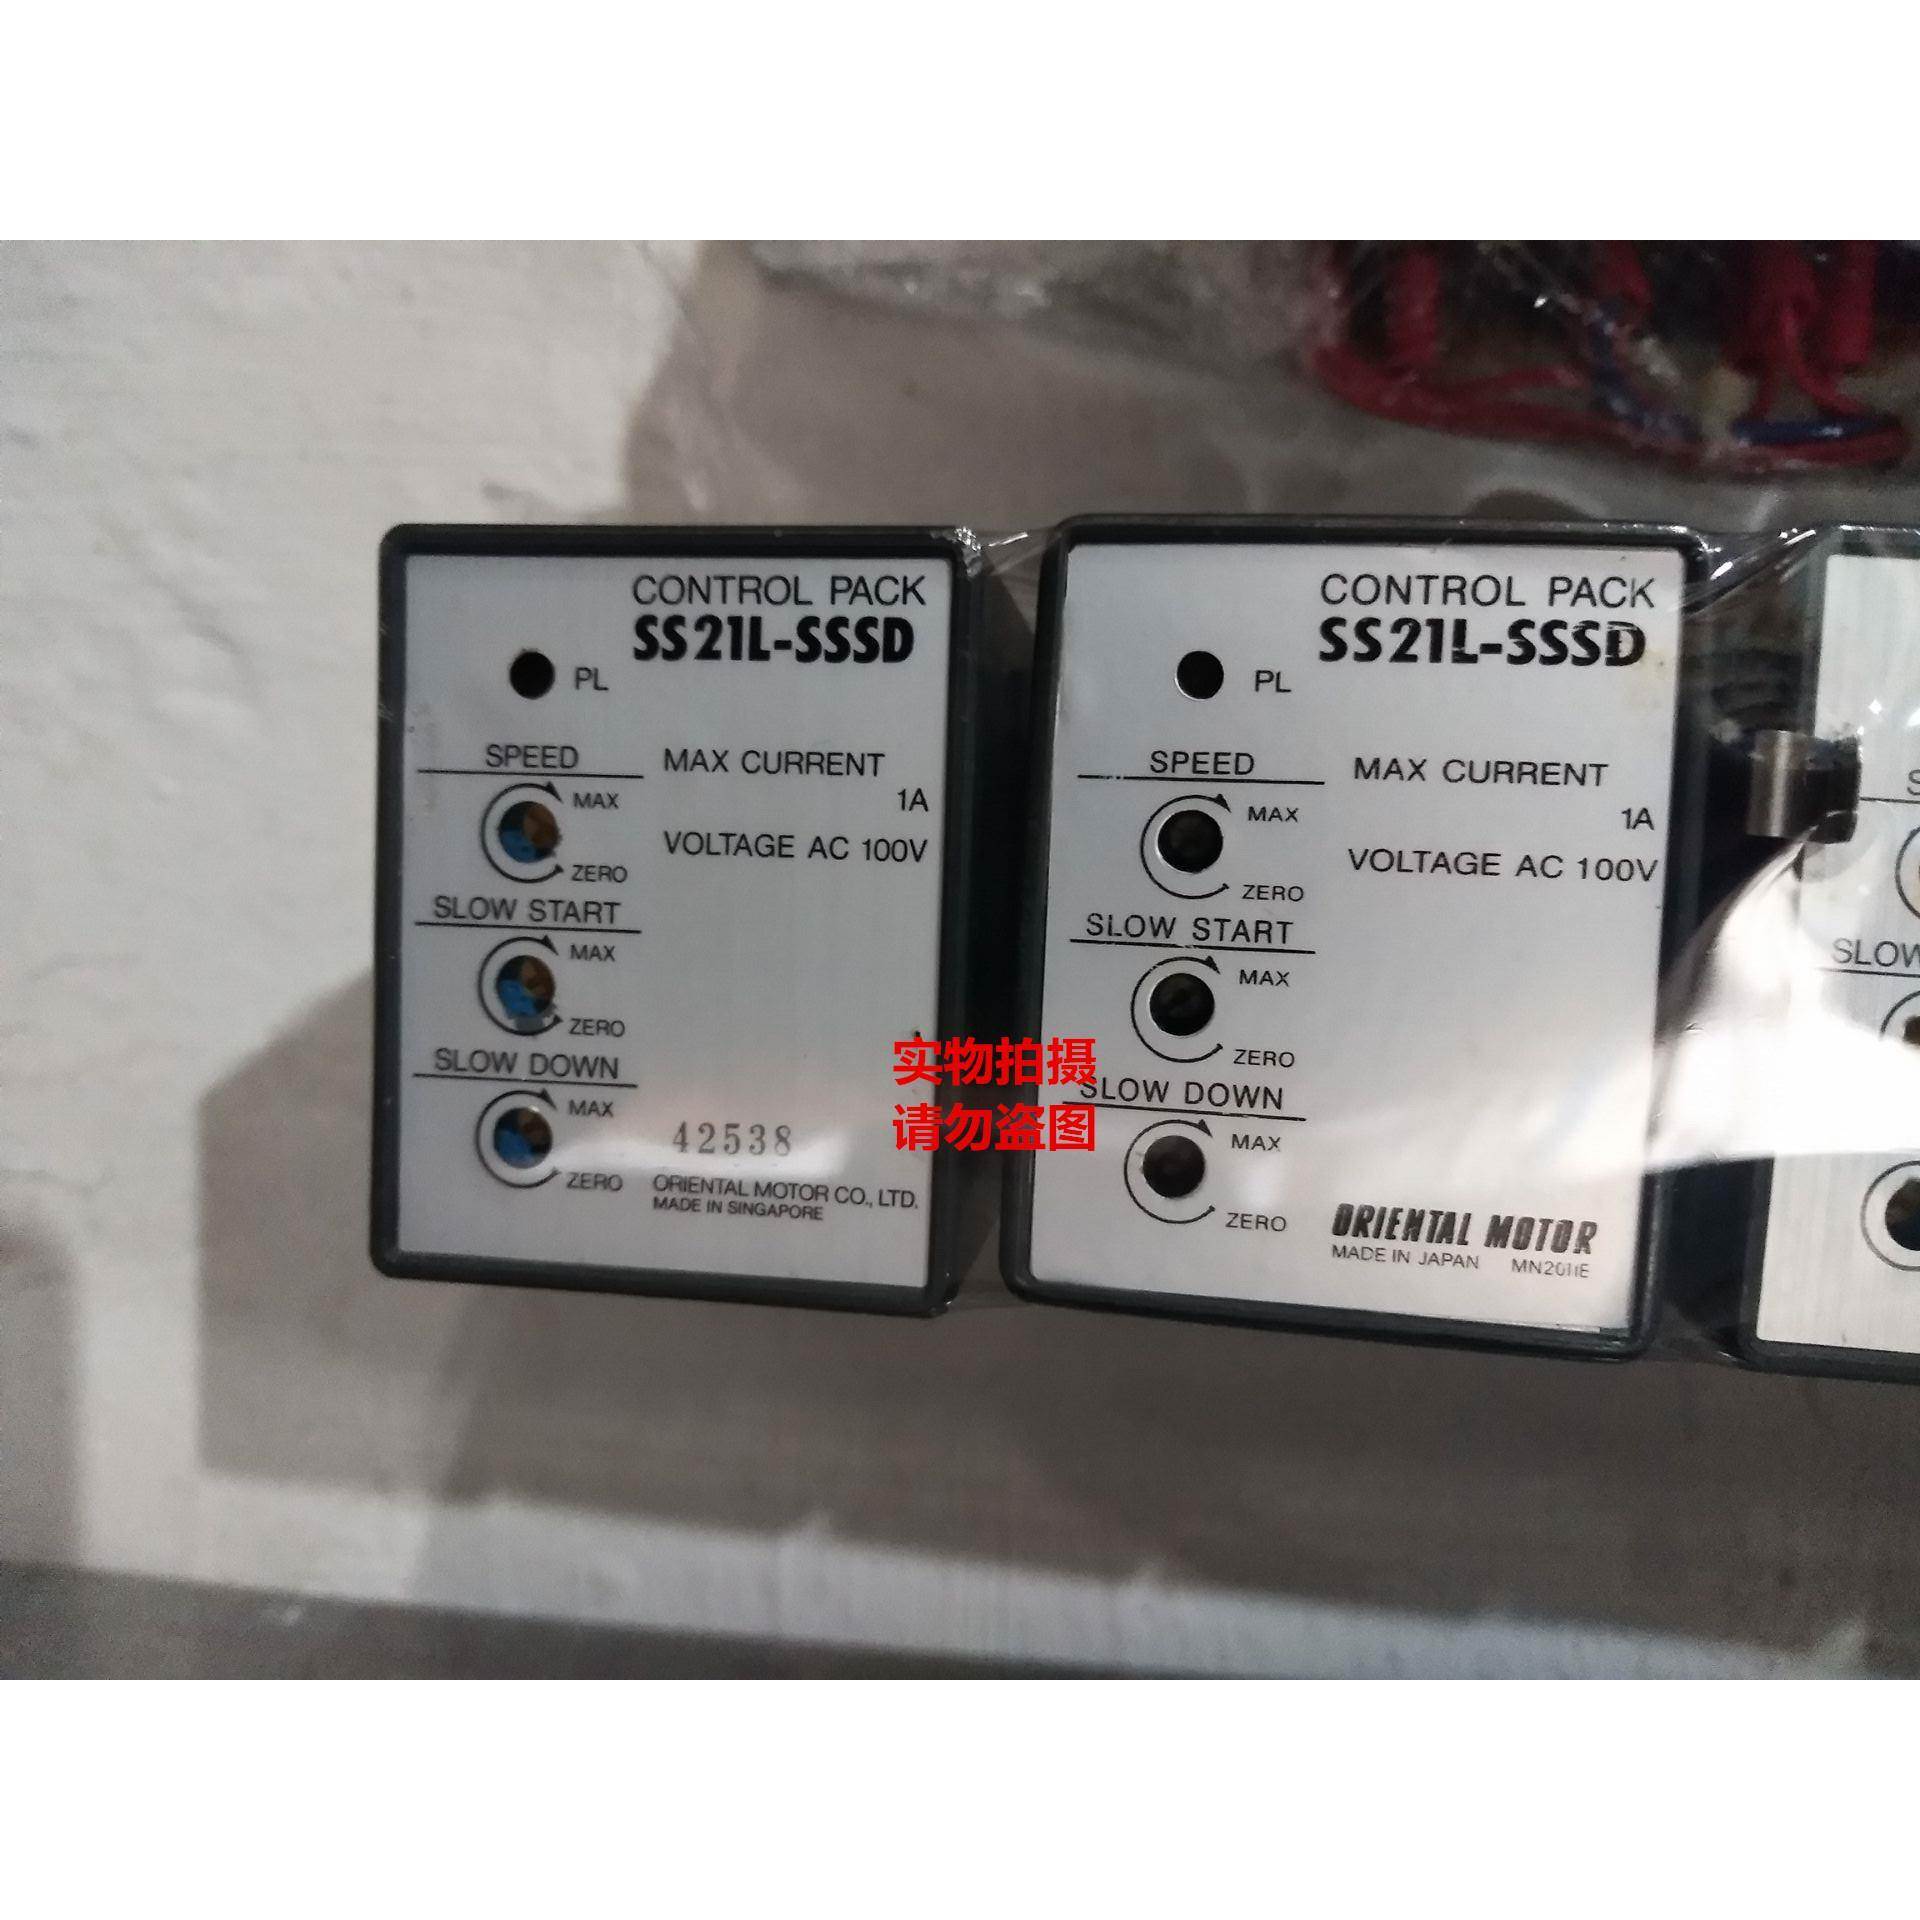 CONTROL PACK
SS21L-SSSD
PL
SPEED
MAX CURRENT
MAX
1A
VOLTAGE AC 100V
ZERO
SLOW START
MAX
ZERO
SLOW DOWN
MAX
42538
ZERO
ORIENTAL MOTOR CO., LTD.
MADE IN SINGAPORE
CONTROL PACK
SS21L-SSSD
PL
SPEED
MAX CURRENT
MAX
1A
VOLTAGE AC 100V
ZERO
SLOW START
MAX
ZERO
SLOW DOWN
MAX
ZERO
ORIENTAL MOTOR
MADE IN JAPAN MN2011E
实物拍摄
请勿盗图
SLOW